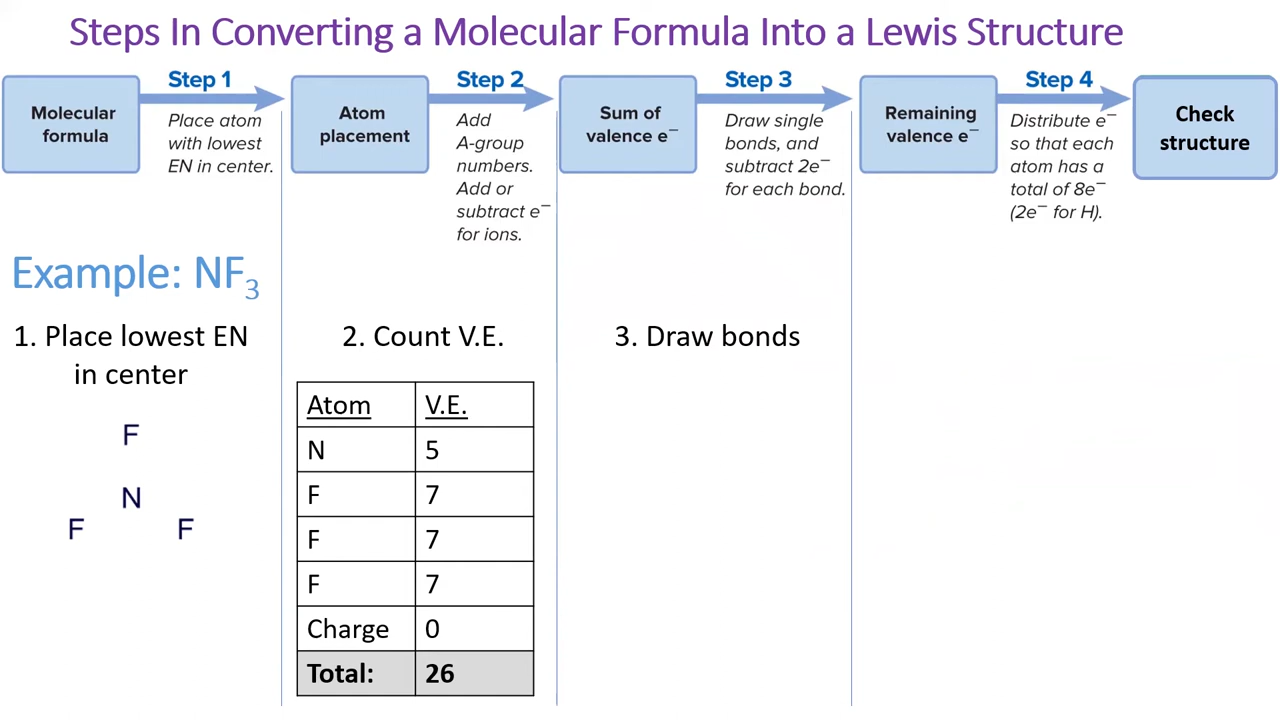 Steps In Converting a Molecular Formula Into a Lewis Structure
Molecular
formula
Step 1
Place atom
with lowest
EN in center.
Atom
placement
Step 2
Add
A-group
numbers.
Add or
subtract e⁻
for ions.
Sum of
valence e⁻
Step 3
Draw single
bonds, and
subtract 2e⁻
for each bond.
Remaining
valence e⁻
Step 4
Distribute e⁻
so that each
atom has a
total of 8e⁻
(2e⁻ for H).
Check
structure
Example: NF₃
1. Place lowest EN
in center
F
N
F F
2. Count V.E.
Atom V.E.
N 5
F 7
F 7
F 7
Charge 0
Total: 26
3. Draw bonds